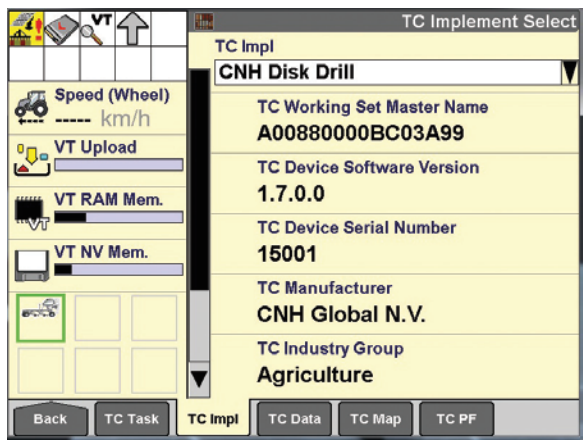 VT
TC Implement Select
TC Impl
CNH Disk Drill
Speed (Wheel)
----- km/h
VT Upload
VT RAM Mem.
VT
VT NV Mem.
TC Working Set Master Name
A00880000BC03A99
TC Device Software Version
1.7.0.0
TC Device Serial Number
15001
TC Manufacturer
CNH Global N.V.
TC Industry Group
Agriculture
Back
TC Task
TC Impl
TC Data
TC Map
TC PF